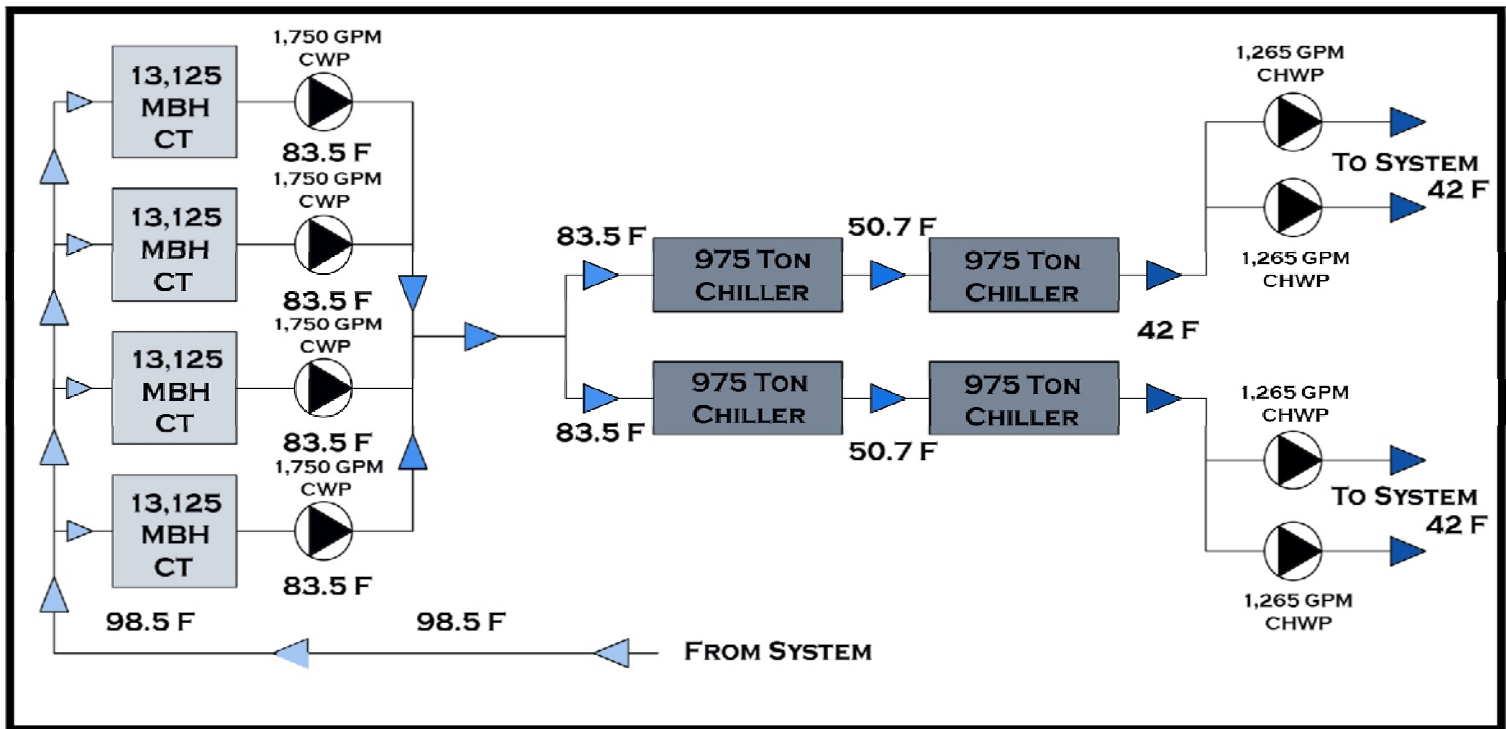 1,750 GPM
CWP
13,125
MBH
CT
83.5 F
1,750 GPM
CWP
13,125
MBH
CT
83.5 F
1,750 GPM
CWP
13,125
MBH
CT
83.5 F
1,750 GPM
CWP
13,125
MBH
CT
83.5 F
98.5 F
98.5 F
From System
83.5 F
975 Ton
Chiller
50.7 F
975 Ton
Chiller
42 F
83.5 F
975 Ton
Chiller
50.7 F
975 Ton
Chiller
1,265 GPM
CHWP
To System
42 F
1,265 GPM
CHWP
1,265 GPM
CHWP
To System
42 F
1,265 GPM
CHWP